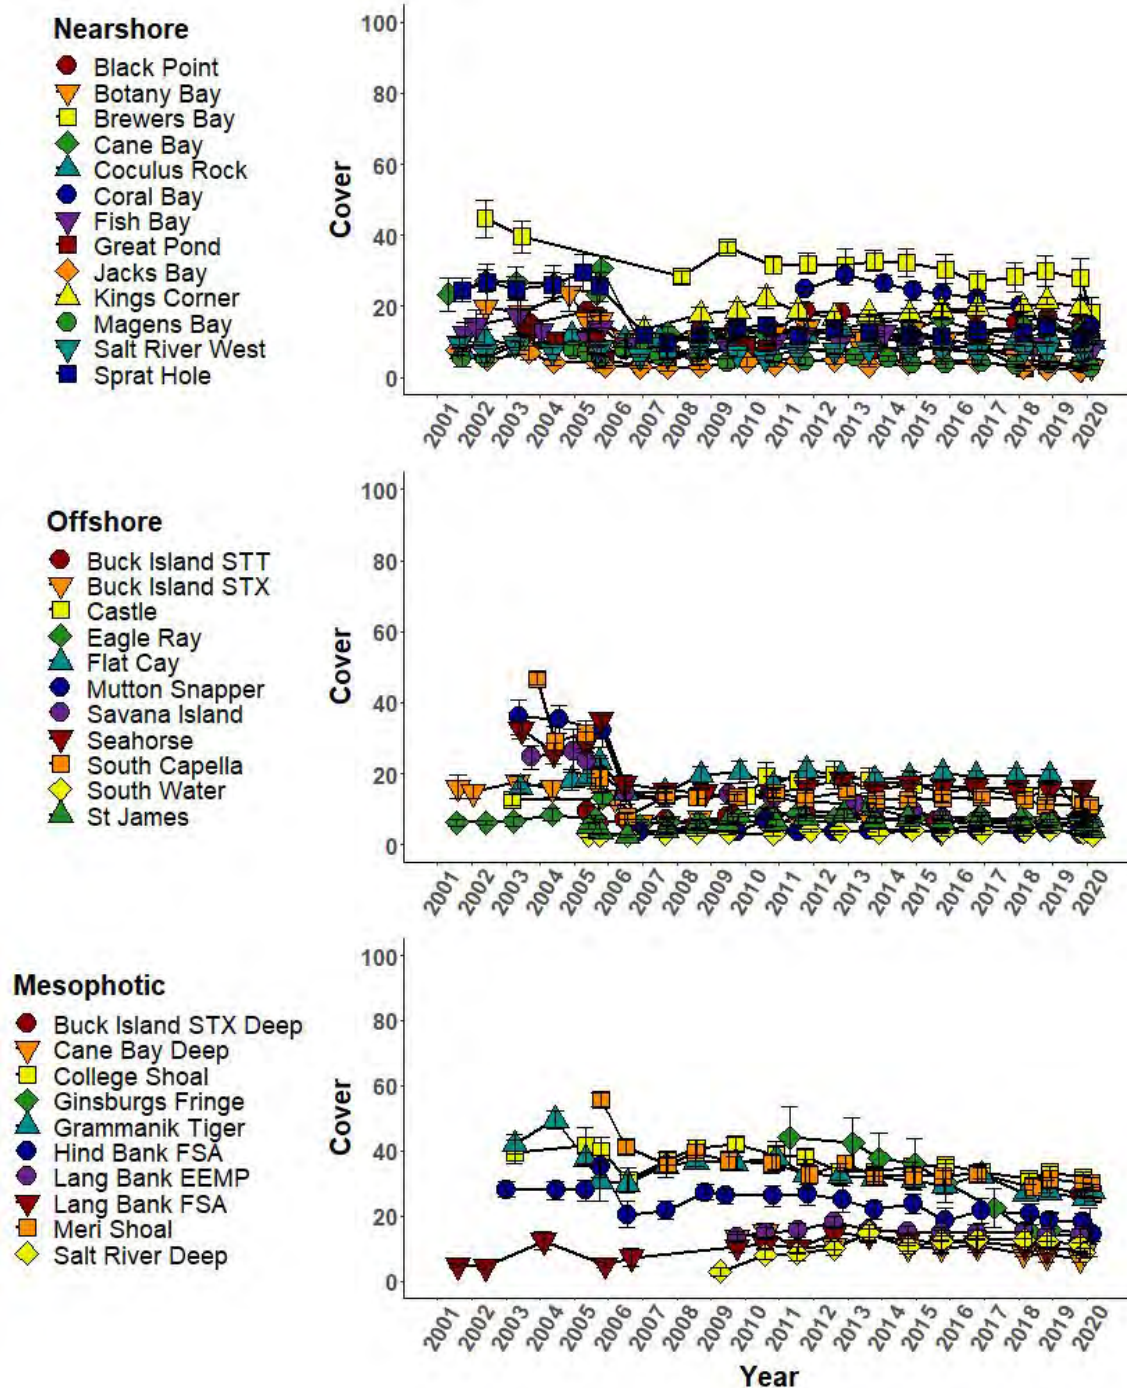 Nearshore
Black Point
Botany Bay
Brewers Bay
Cane Bay
Coculus Rock
Coral Bay
Fish Bay
Great Pond
Jacks Bay
Kings Corner
Magens Bay
Salt River West
Sprat Hole
Cover
100
80
60
40
20
0
2001 2002 2003 2004 2005 2006 2007 2008 2009 2010 2011 2012 2013 2014 2015 2016 2017 2018 2019 2020
Offshore
Buck Island STT
Buck Island STX
Castle
Eagle Ray
Flat Cay
Mutton Snapper
Savana Island
Seahorse
South Capella
South Water
St James
Cover
100
80
60
40
20
0
2001 2002 2003 2004 2005 2006 2007 2008 2009 2010 2011 2012 2013 2014 2015 2016 2017 2018 2019 2020
Mesophotic
Buck Island STX Deep
Cane Bay Deep
College Shoal
Ginsburgs Fringe
Grammanik Tiger
Hind Bank FSA
Lang Bank EEMP
Lang Bank FSA
Meri Shoal
Salt River Deep
Cover
100
80
60
40
20
0
2001 2002 2003 2004 2005 2006 2007 2008 2009 2010 2011 2012 2013 2014 2015 2016 2017 2018 2019 2020
Year